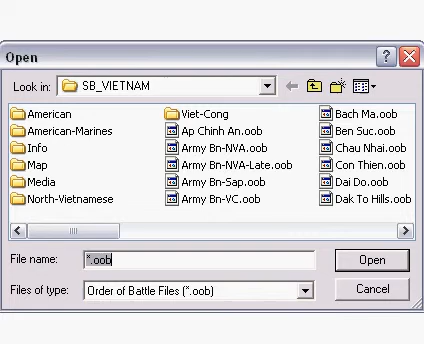 Open
Look in: SB_VIETNAM
American Viet-Cong Bach Ma.oob
American-Marines Ap Chinh An.oob Ben Suc.oob
Info Army Bn-NVA.oob Chau Nhai.oob
Map Army Bn-NVA-Late.oob Con Thien.oob
Media Army Bn-Sap.oob Dai Do.oob
North-Vietnamese Army Bn-VC.oob Dak To Hills.oob
File name: *.oob Open
Files of type: Order of Battle Files (*.oob) Cancel